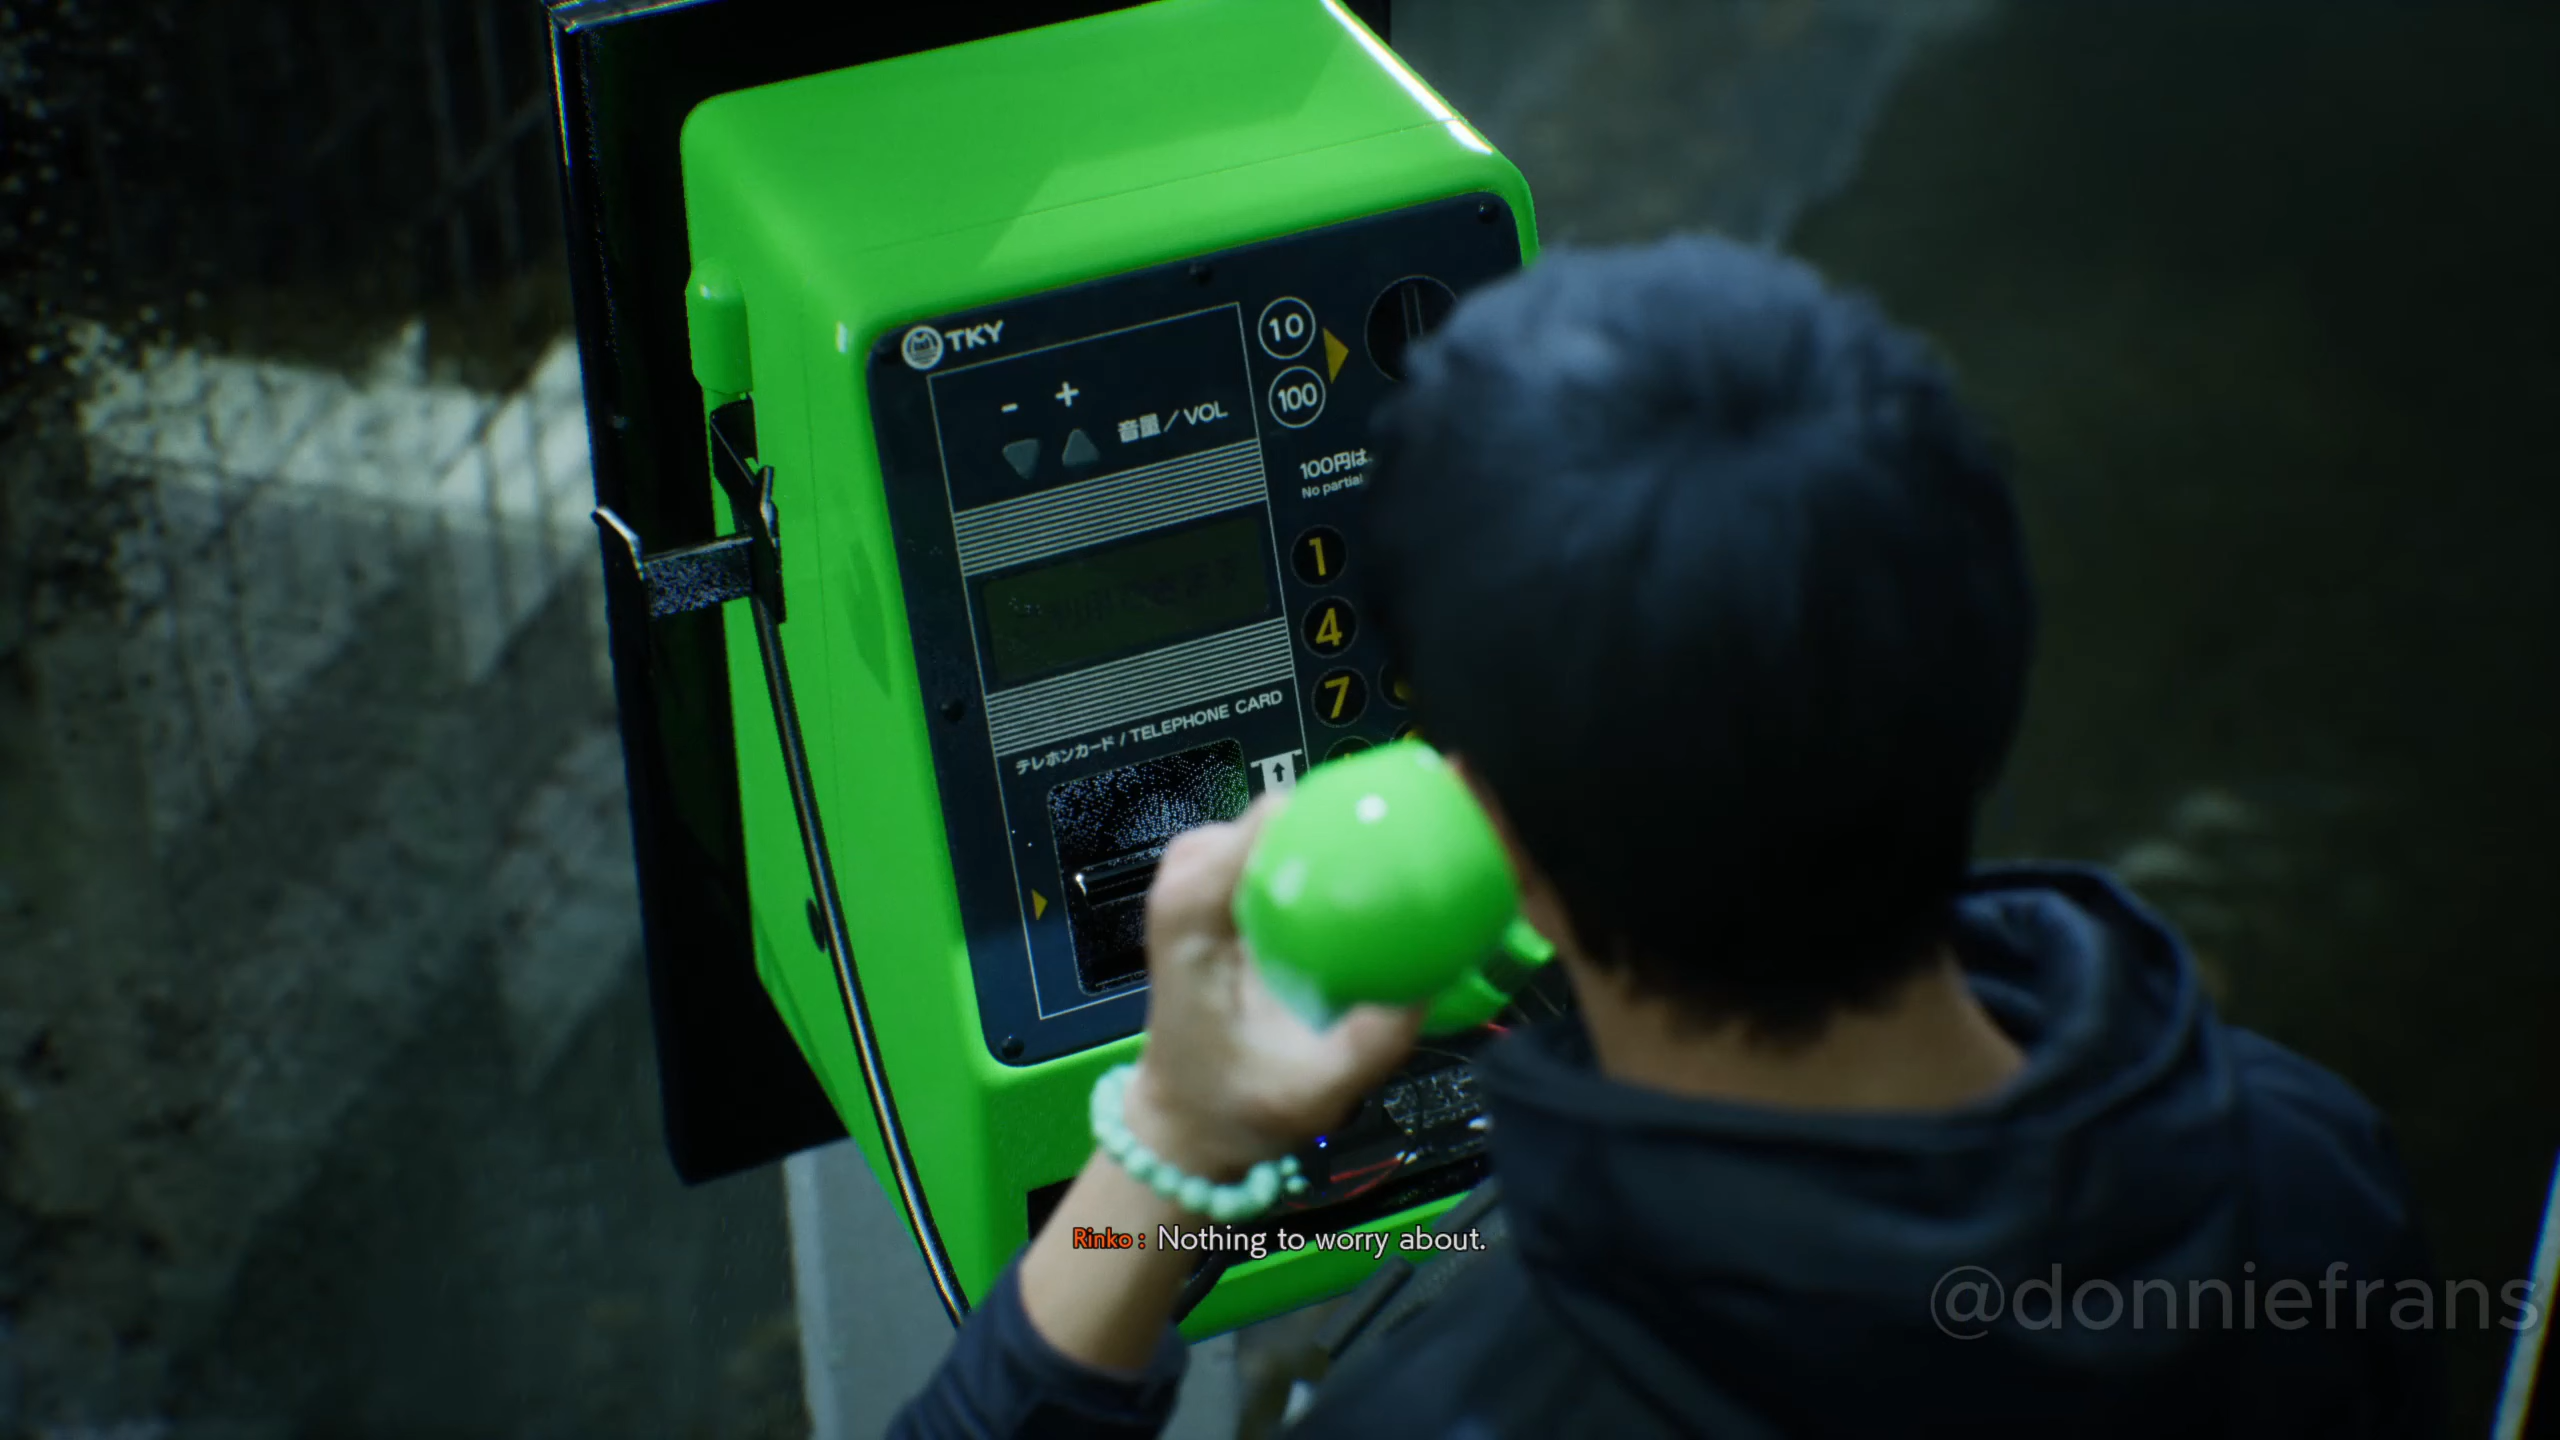 TKY
- +
音量/VOL
10
100
100円は
No partial
1
4
7
テレホンカード / TELEPHONE CARD
Rinko : Nothing to worry about.
@donniefrans